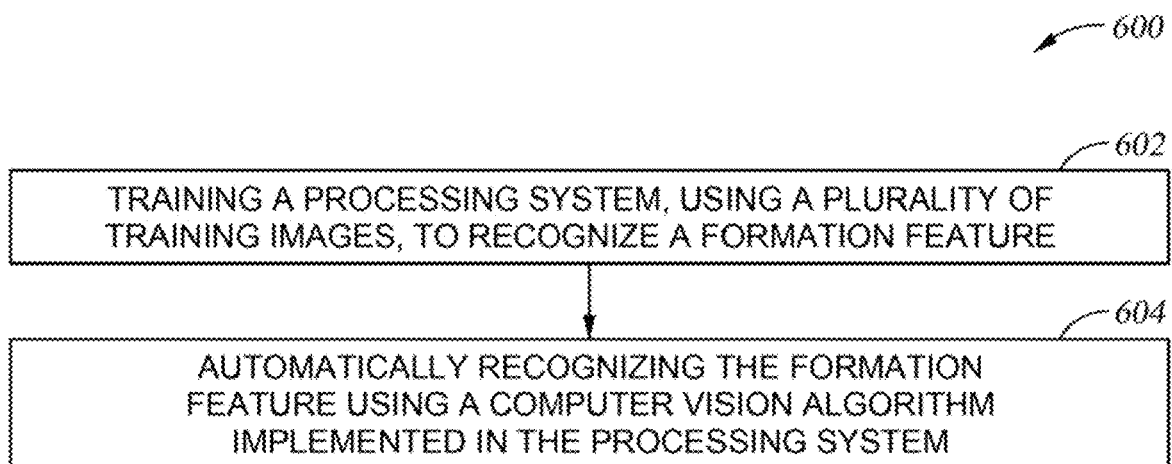 600
602
TRAINING A PROCESSING SYSTEM, USING A PLURALITY OF
TRAINING IMAGES, TO RECOGNIZE A FORMATION FEATURE
604
AUTOMATICALLY RECOGNIZING THE FORMATION
FEATURE USING A COMPUTER VISION ALGORITHM
IMPLEMENTED IN THE PROCESSING SYSTEM